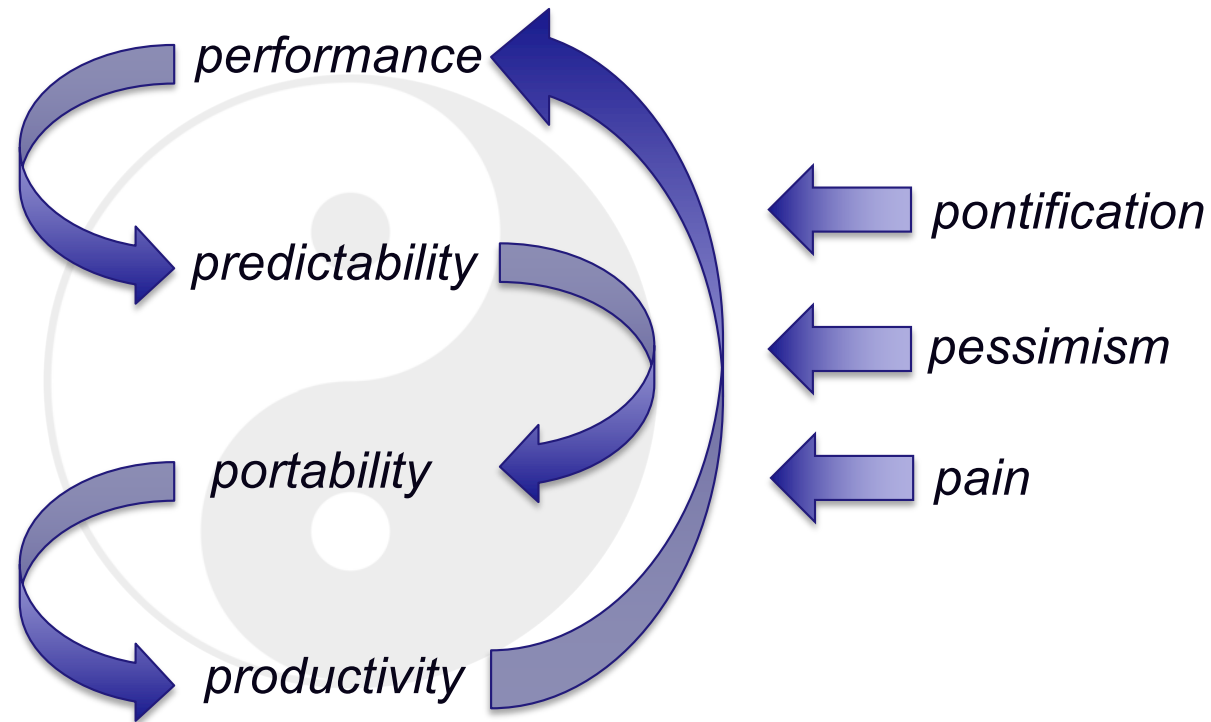 performance
pontification
predictability
pessimism
portability
pain
productivity